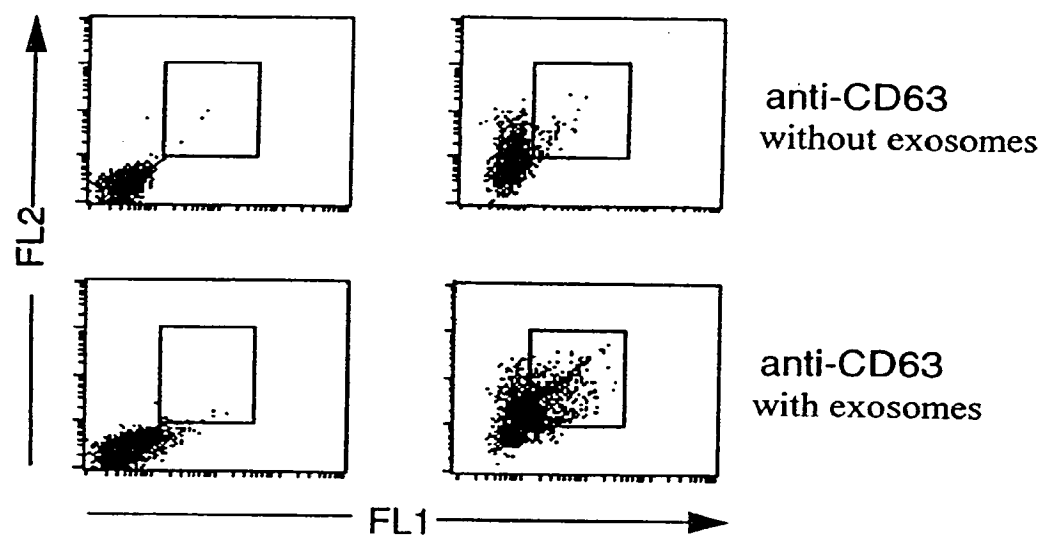 anti-CD63
without exosomes
FL2
anti-CD63
with exosomes
FL1